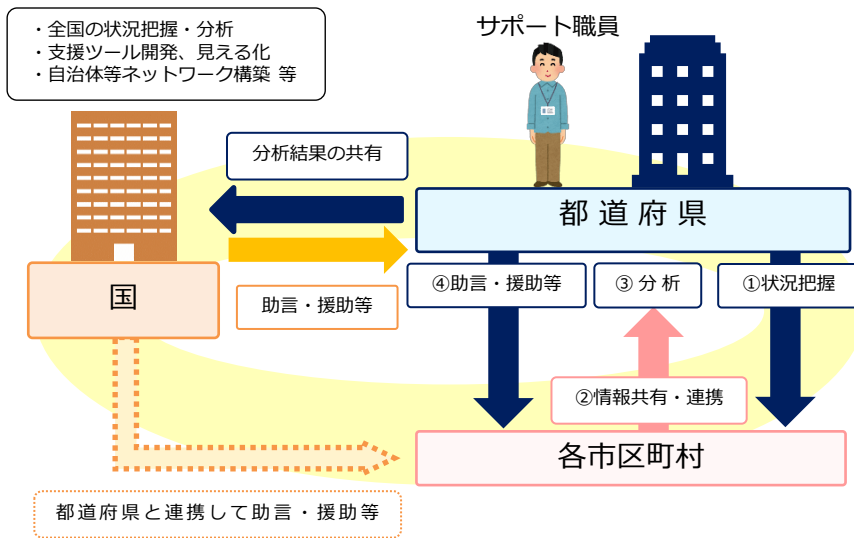 ・全国の状況把握・分析
・支援ツール開発、見える化
・自治体等ネットワーク構築 等
サポート職員
分析結果の共有
都道府県
国
助言・援助等
④助言・援助等
③分析
①状況把握
②情報共有・連携
各市区町村
都道府県と連携して助言・援助等